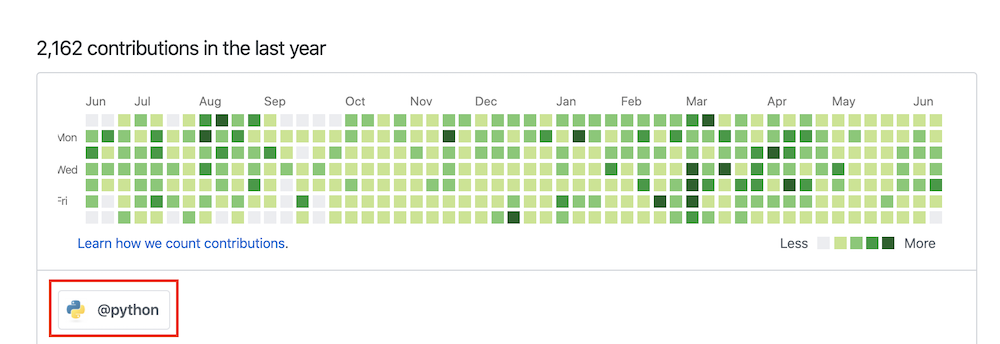 2,162 contributions in the last year
Jun Jul Aug Sep Oct Nov Dec Jan Feb Mar Apr May Jun
Mon
Wed
Fri
Learn how we count contributions.
Less More
@python